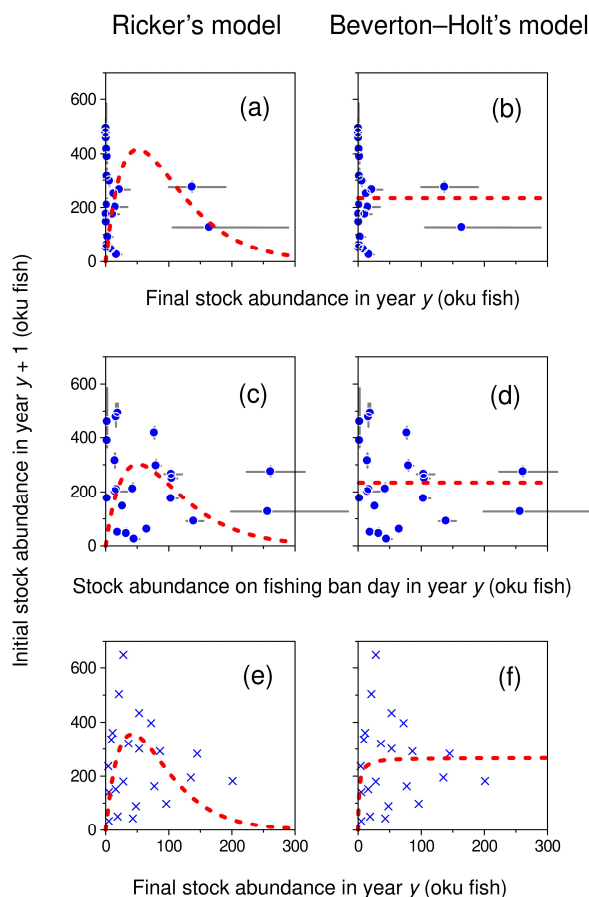 Ricker’s model Beverton–Holt’s model
Initial stock abundance in year y + 1 (oku fish)
600
400
200
0
(a) (b)
Final stock abundance in year y (oku fish)
600
400
200
0
(c) (d)
Stock abundance on fishing ban day in year y (oku fish)
600
400
200
0
(e) (f)
0 100 200 300 0 100 200 300
Final stock abundance in year y (oku fish)